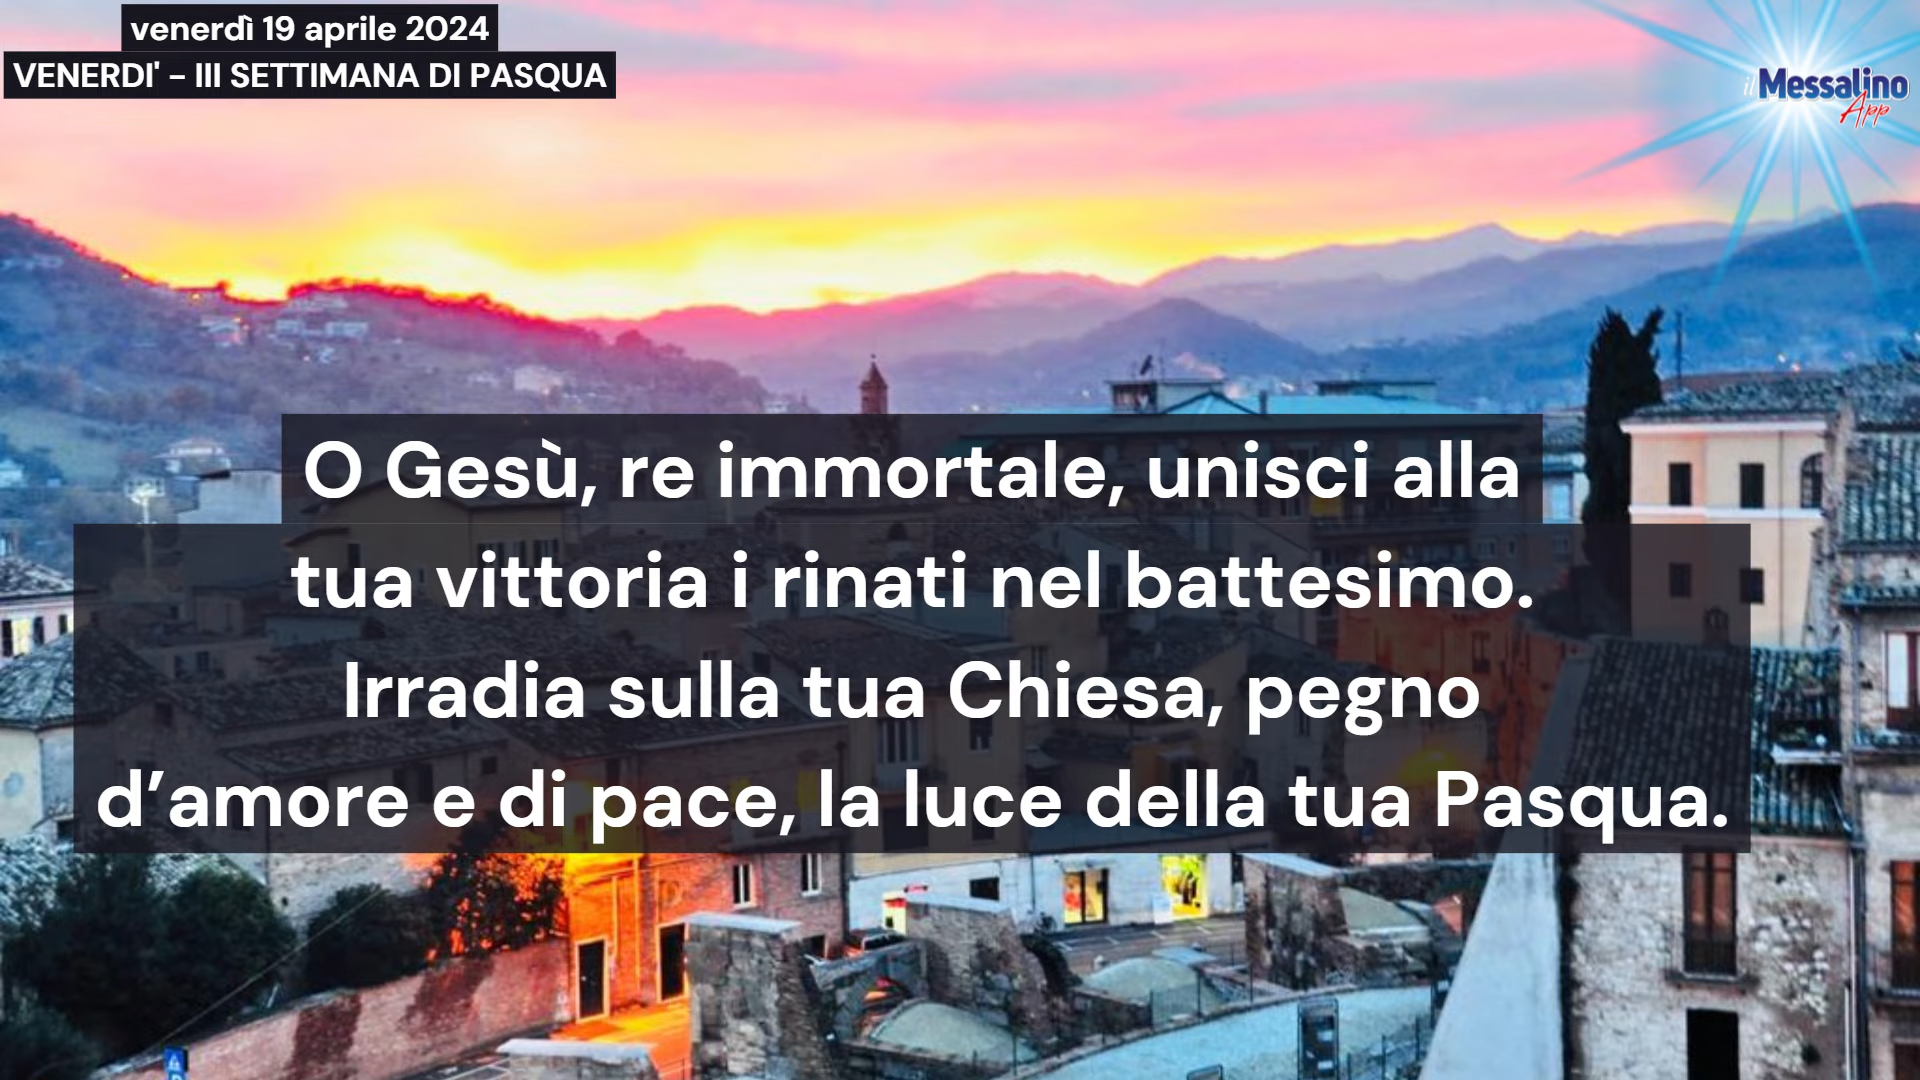 venerdì 19 aprile 2024
VENERDI' - III SETTIMANA DI PASQUA
il Messalino
App
O Gesù, re immortale, unisci alla
tua vittoria i rinati nel battesimo.
Irradia sulla tua Chiesa, pegno
d’amore e di pace, la luce della tua Pasqua.